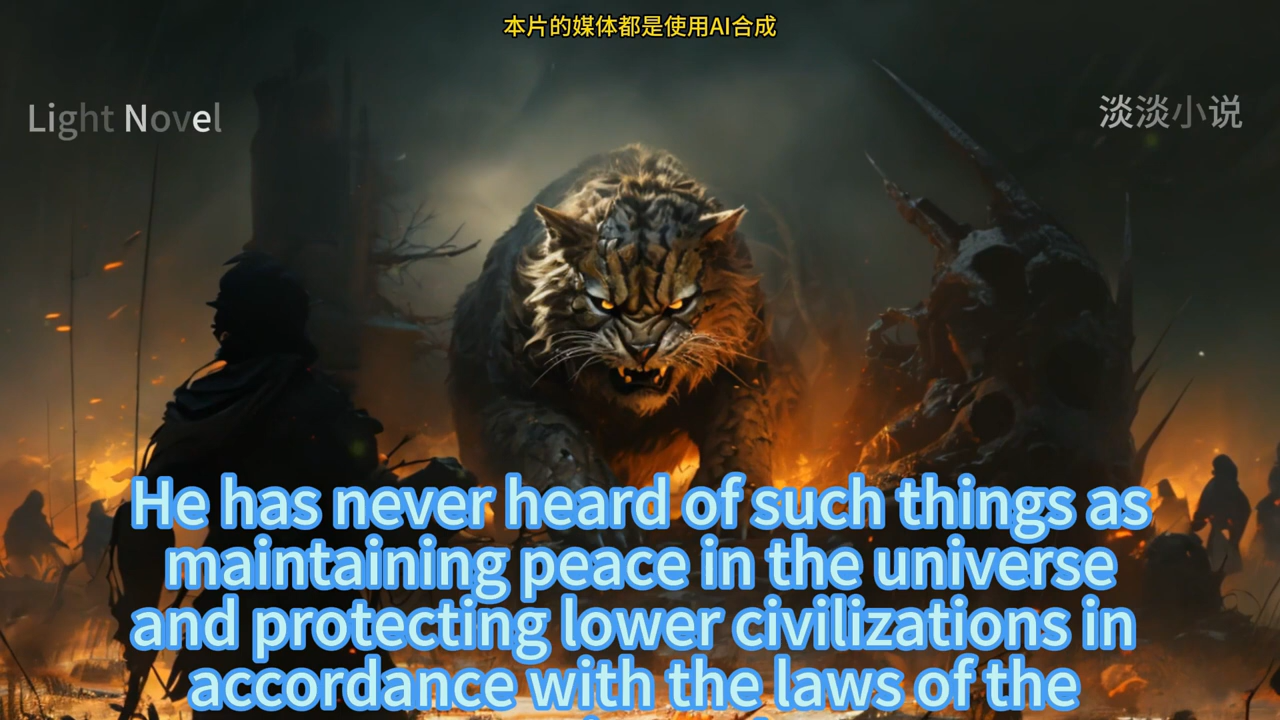 本片的媒体都是使用AI合成
Light Novel
淡淡小说
He has never heard of such things as
maintaining peace in the universe
and protecting lower civilizations in
accordance with the laws of the